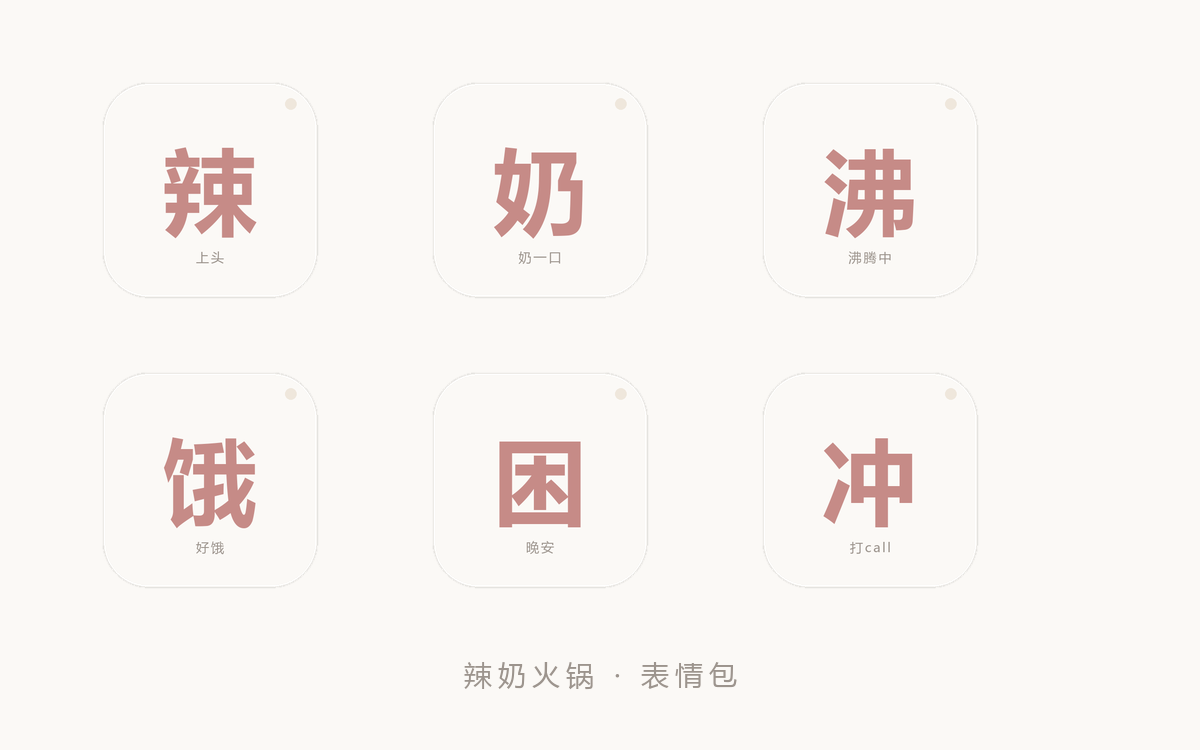 辣
上头
奶
奶一口
沸
沸腾中
饿
好饿
困
晚安
冲
打call
辣奶火锅 · 表情包